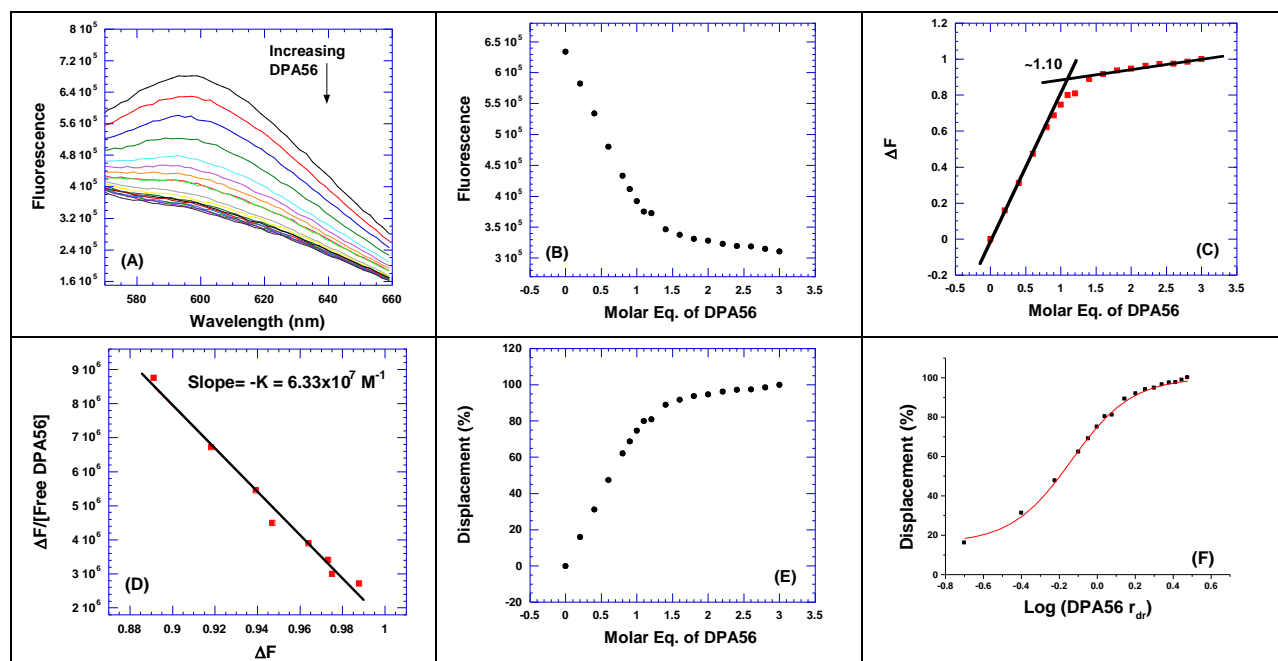 8 10⁵
7.2 10⁵
6.4 10⁵
5.6 10⁵
4.8 10⁵
4 10⁵
3.2 10⁵
2.4 10⁵
1.6 10⁵
Fluorescence
Increasing
DPA56
(A)
580 600 620 640 660
Wavelength (nm)
6.5 10⁵
6 10⁵
5.5 10⁵
5 10⁵
4.5 10⁵
4 10⁵
3.5 10⁵
3 10⁵
Fluorescence
(B)
-0.5 0 0.5 1 1.5 2 2.5 3 3.5
Molar Eq. of DPA56
1
0.8
0.6
0.4
0.2
0
-0.2
ΔF
~1.10
(C)
-0.5 0 0.5 1 1.5 2 2.5 3 3.5
Molar Eq. of DPA56
9 10⁶
8 10⁶
7 10⁶
6 10⁶
5 10⁶
4 10⁶
3 10⁶
2 10⁶
ΔF/[Free DPA56]
Slope= -K = 6.33x10⁷ M⁻¹
(D)
0.88 0.9 0.92 0.94 0.96 0.98 1
ΔF
120
100
80
60
40
20
0
-20
Displacement (%)
(E)
-0.5 0 0.5 1 1.5 2 2.5 3 3.5
Molar Eq. of DPA56
100
80
60
40
20
0
Displacement (%)
(F)
-0.8 -0.6 -0.4 -0.2 0.0 0.2 0.4 0.6
Log (DPA56 r_dr)